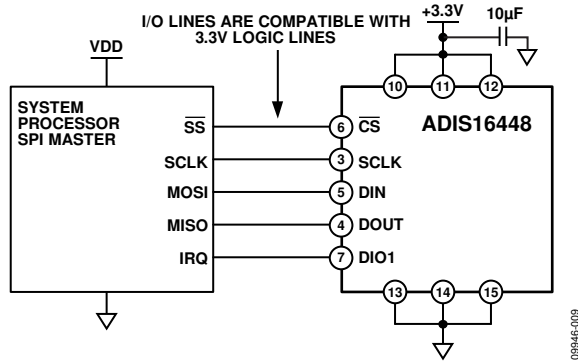 I/O LINES ARE COMPATIBLE WITH
3.3V LOGIC LINES
+3.3V
10µF
VDD
10
11
12
SYSTEM
PROCESSOR
SPI MASTER
ADIS16448
SS
6
CS
SCLK
3
SCLK
MOSI
5
DIN
MISO
4
DOUT
IRQ
7
DIO1
13
14
15
09946-009